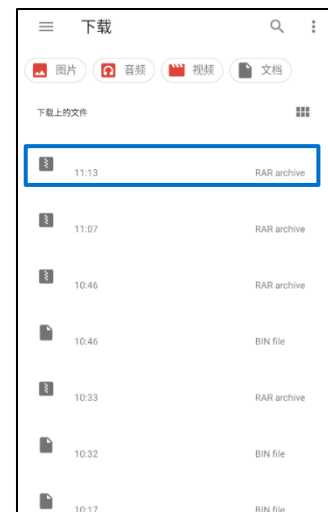 下载
图片 音频 视频 文档
下载上的文件
11:13 RAR archive
11:07 RAR archive
10:46 RAR archive
10:46 BIN file
10:33 RAR archive
10:32 BIN file
10:17 BIN file